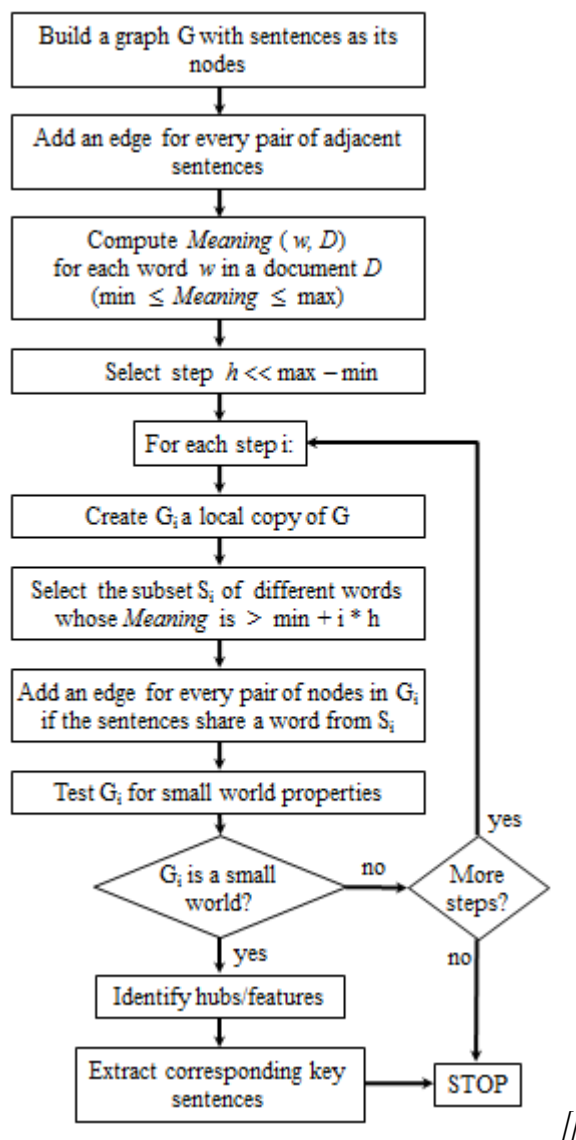 Build a graph G with sentences as its
nodes
Add an edge for every pair of adjacent
sentences
Compute Meaning ( w, D)
for each word w in a document D
(min ≤ Meaning ≤ max)
Select step h << max − min
For each step i:
Create Gᵢ a local copy of G
Select the subset Sᵢ of different words
whose Meaning is > min + i * h
Add an edge for every pair of nodes in Gᵢ
if the sentences share a word from Sᵢ
Test Gᵢ for small world properties
yes
Gᵢ is a small
world?
no
More
steps?
yes
no
Identify hubs/features
Extract corresponding key
sentences
STOP